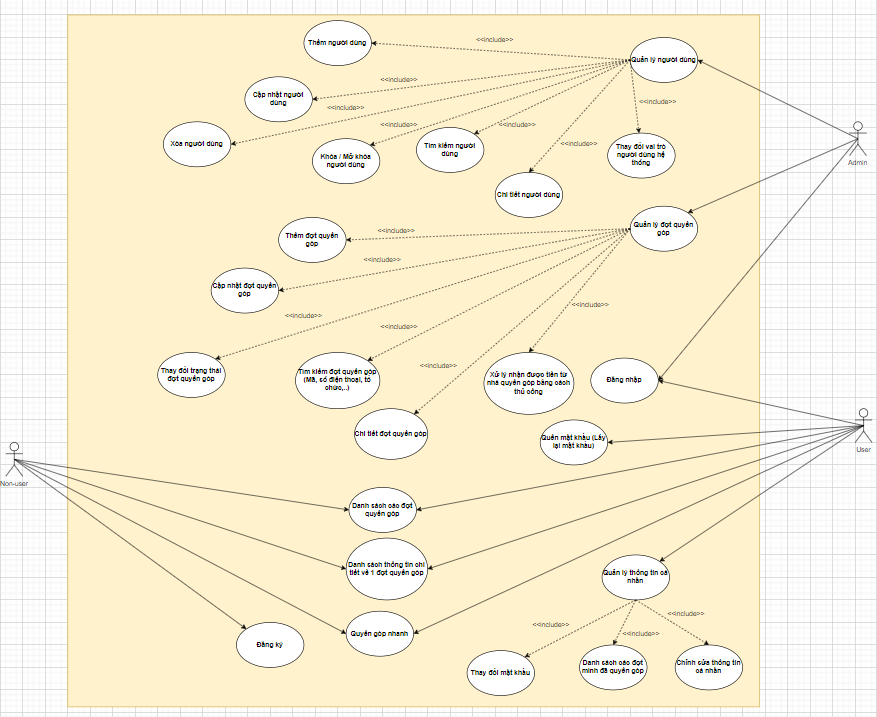 Thêm người dùng
<<include>>
Quản lý người dùng
<<include>>
Cập nhật người
dùng
<<include>>
<<include>>
<<include>>
<<include>>
Xóa người dùng
Khóa / Mở khóa
người dùng
Tìm kiếm người
dùng
<<include>>
Thay đổi vai trò
người dùng hệ
thống
Admin
Chi tiết người dùng
Thêm đợt quyên
góp
<<include>>
Quản lý đợt quyên
góp
<<include>>
Cập nhật đợt quyên
góp
<<include>>
<<include>>
<<include>>
<<include>>
Thay đổi trạng thái
đợt quyên góp
Tìm kiếm đợt quyên góp
(Mã, số điện thoại, tổ
chức,..)
Xử lý nhận được tiền từ
nhà quyên góp bằng cách
thủ công
Đăng nhập
Chi tiết đợt quyên góp
Quên mật khẩu (Lấy
lại mật khẩu)
User
Non-user
Danh sách các đợt
quyên góp
Danh sách thông tin chi
tiết về 1 đợt quyên góp
Quản lý thông tin cá
nhân
Đăng ký
Quyên góp nhanh
<<include>>
<<include>>
<<include>>
Thay đổi mật khẩu
Danh sách các đợt
mình đã quyên góp
Chỉnh sửa thông tin
cá nhân